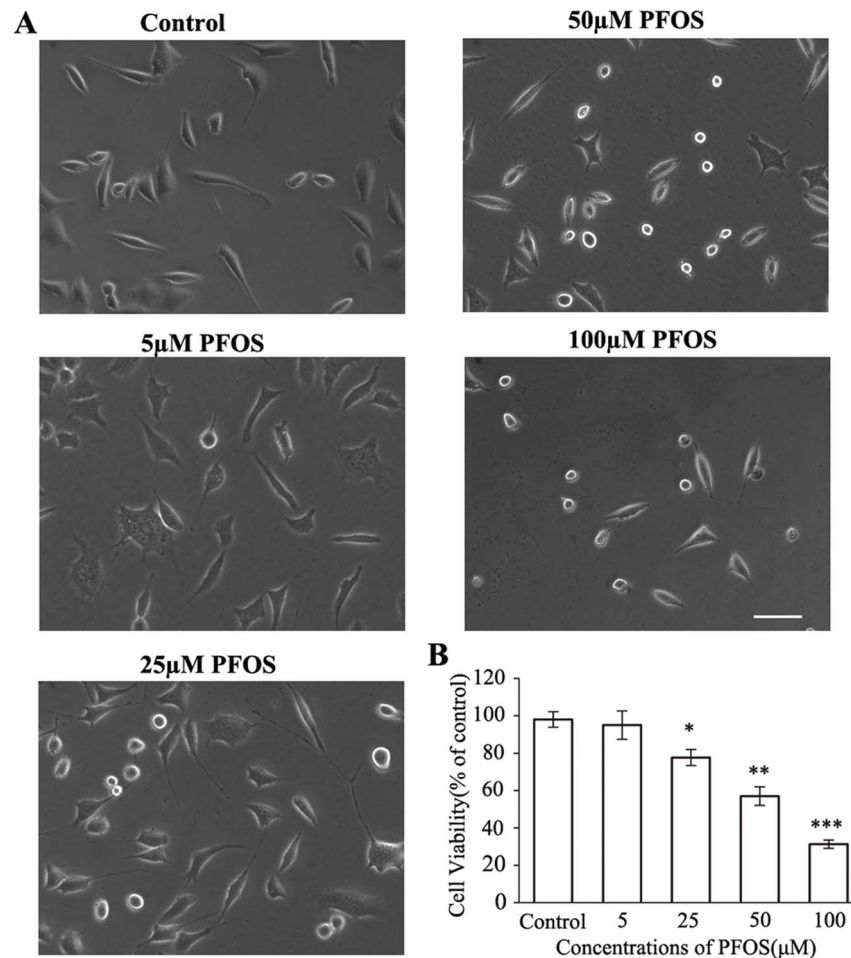 A
Control
50μM PFOS
5μM PFOS
100μM PFOS
25μM PFOS
B
Cell Viability(% of control)
120
100
80
60
40
20
0
*
**
***
Control 5 25 50 100
Concentrations of PFOS(μM)